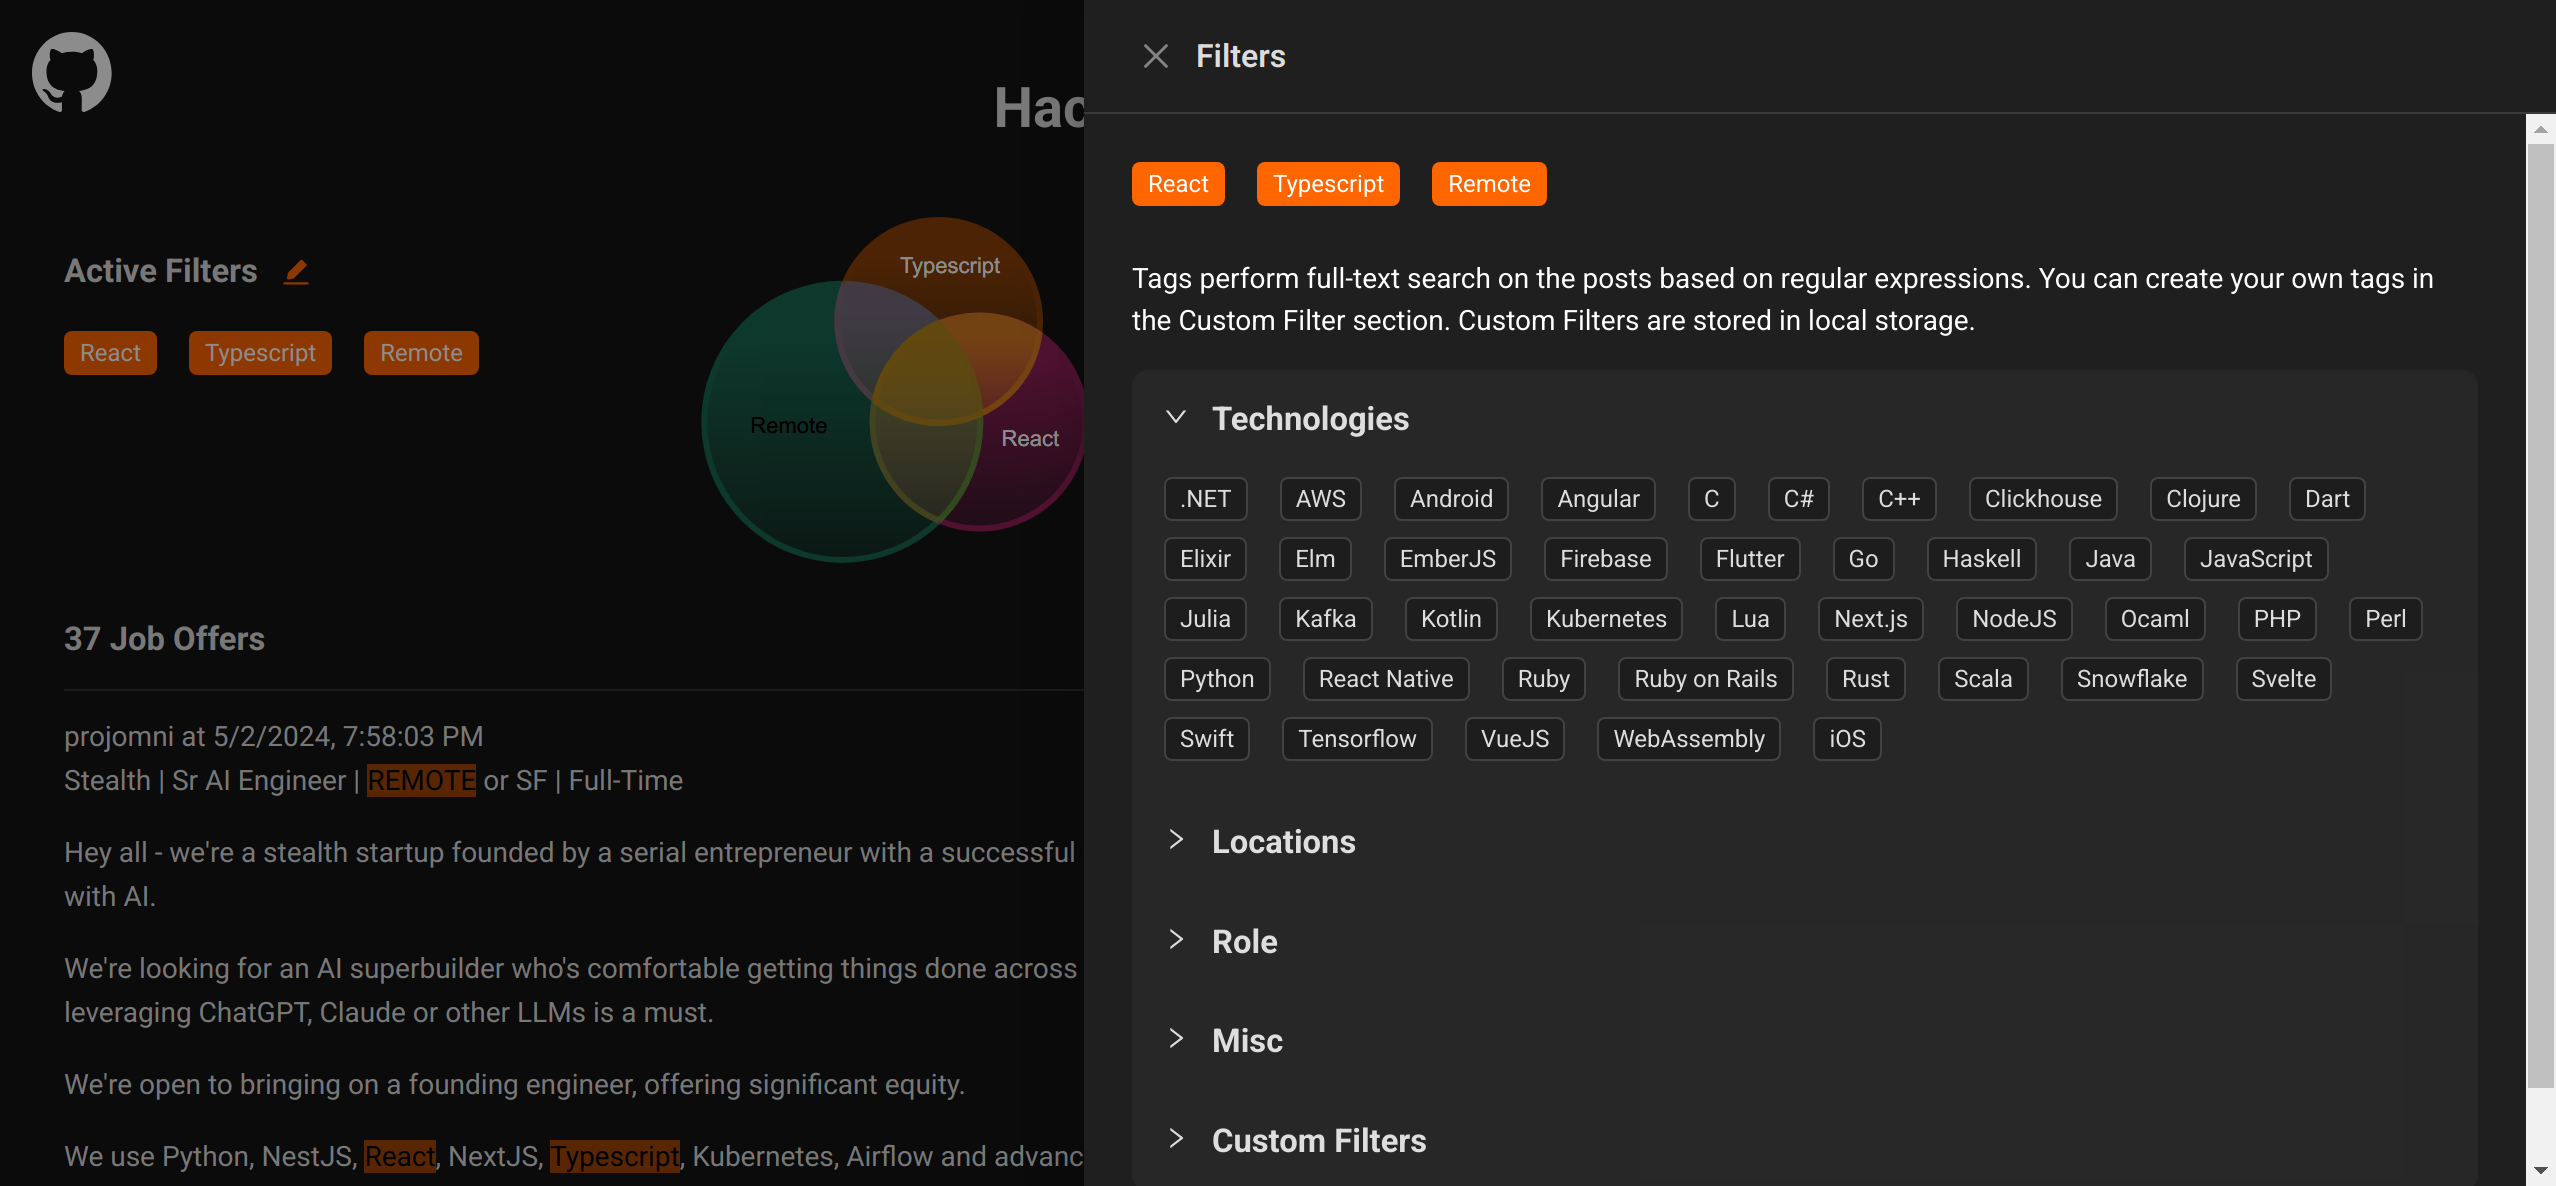 Hac
Active Filters
React Typescript Remote
Typescript
Remote
React
37 Job Offers
projomni at 5/2/2024, 7:58:03 PM
Stealth | Sr AI Engineer | REMOTE or SF | Full-Time
Hey all - we're a stealth startup founded by a serial entrepreneur with a successful
with AI.
We're looking for an AI superbuilder who's comfortable getting things done across
leveraging ChatGPT, Claude or other LLMs is a must.
We're open to bringing on a founding engineer, offering significant equity.
We use Python, NestJS, React, NextJS, Typescript, Kubernetes, Airflow and advanc
Filters
React Typescript Remote
Tags perform full-text search on the posts based on regular expressions. You can create your own tags in
the Custom Filter section. Custom Filters are stored in local storage.
Technologies
.NET AWS Android Angular C C# C++ Clickhouse Clojure Dart
Elixir Elm EmberJS Firebase Flutter Go Haskell Java JavaScript
Julia Kafka Kotlin Kubernetes Lua Next.js NodeJS Ocaml PHP Perl
Python React Native Ruby Ruby on Rails Rust Scala Snowflake Svelte
Swift Tensorflow VueJS WebAssembly iOS
Locations
Role
Misc
Custom Filters